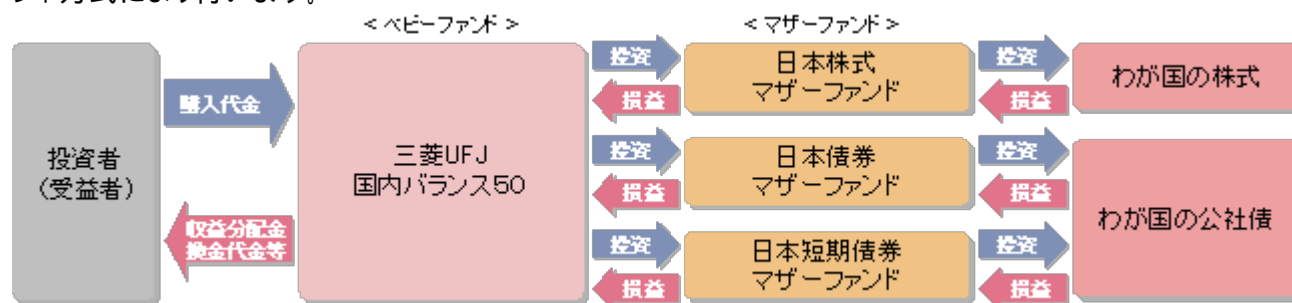 ＜ベビーファンド＞
＜マザーファンド＞
投資者
（受益者）
購入代金
収益分配金
換金代金等
三菱UFJ
国内バランス50
投資
損益
日本株式
マザーファンド
投資
損益
わが国の株式
投資
損益
日本債券
マザーファンド
投資
損益
わが国の公社債
投資
損益
日本短期債券
マザーファンド
投資
損益